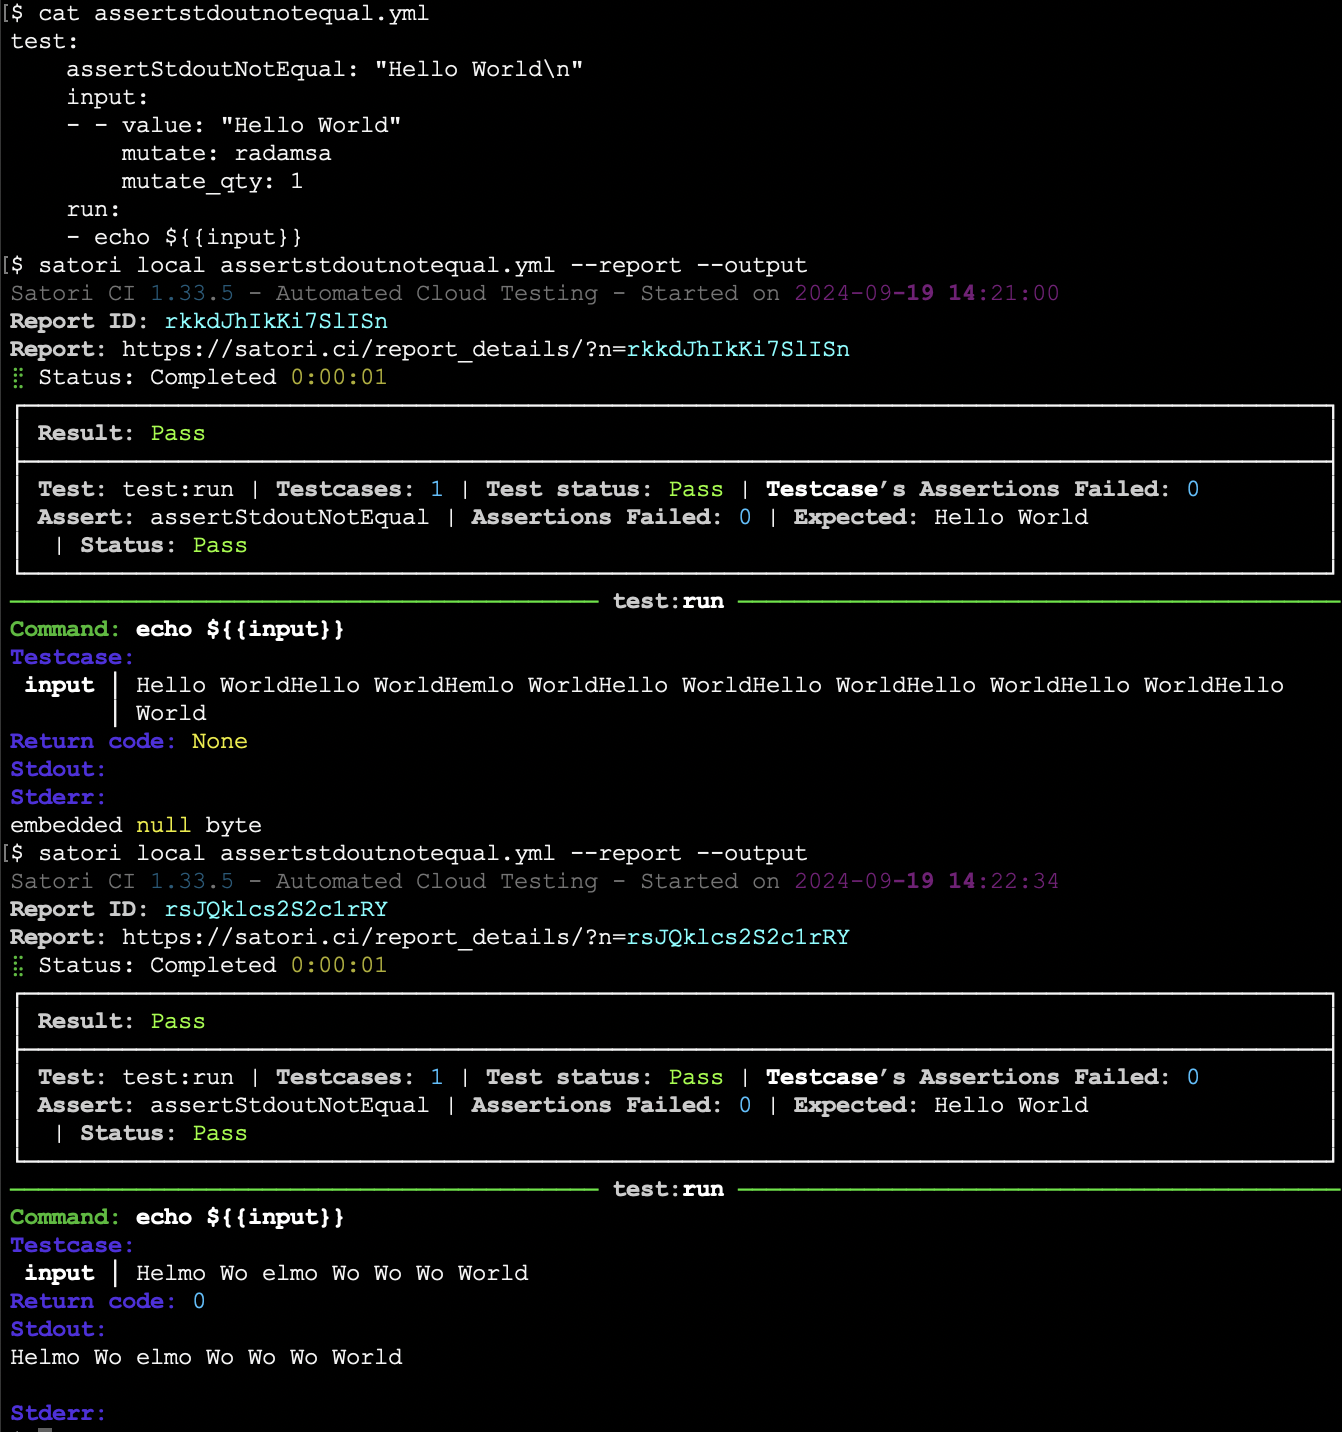 $ cat assertstdoutnotequal.yml
test:
    assertStdoutNotEqual: "Hello World\n"
    input:
    - - value: "Hello World"
        mutate: radamsa
        mutate_qty: 1
    run:
    - echo ${{input}}
$ satori local assertstdoutnotequal.yml --report --output
Satori CI 1.33.5 - Automated Cloud Testing - Started on 2024-09-19 14:21:00
Report ID: rkkdJhIkKi7SlISn
Report: https://satori.ci/report_details/?n=rkkdJhIkKi7SlISn
Status: Completed 0:00:01
Result: Pass
Test: test:run | Testcases: 1 | Test status: Pass | Testcase’s Assertions Failed: 0
Assert: assertStdoutNotEqual | Assertions Failed: 0 | Expected: Hello World
 | Status: Pass
test:run
Command: echo ${{input}}
Testcase:
input | Hello WorldHello WorldHemlo WorldHello WorldHello WorldHello WorldHello WorldHello
| World
Return code: None
Stdout:
Stderr:
embedded null byte
$ satori local assertstdoutnotequal.yml --report --output
Satori CI 1.33.5 - Automated Cloud Testing - Started on 2024-09-19 14:22:34
Report ID: rsJQklcs2S2c1rRY
Report: https://satori.ci/report_details/?n=rsJQklcs2S2c1rRY
Status: Completed 0:00:01
Result: Pass
Test: test:run | Testcases: 1 | Test status: Pass | Testcase’s Assertions Failed: 0
Assert: assertStdoutNotEqual | Assertions Failed: 0 | Expected: Hello World
 | Status: Pass
test:run
Command: echo ${{input}}
Testcase:
input | Helmo Wo elmo Wo Wo Wo World
Return code: 0
Stdout:
Helmo Wo elmo Wo Wo Wo World
Stderr: